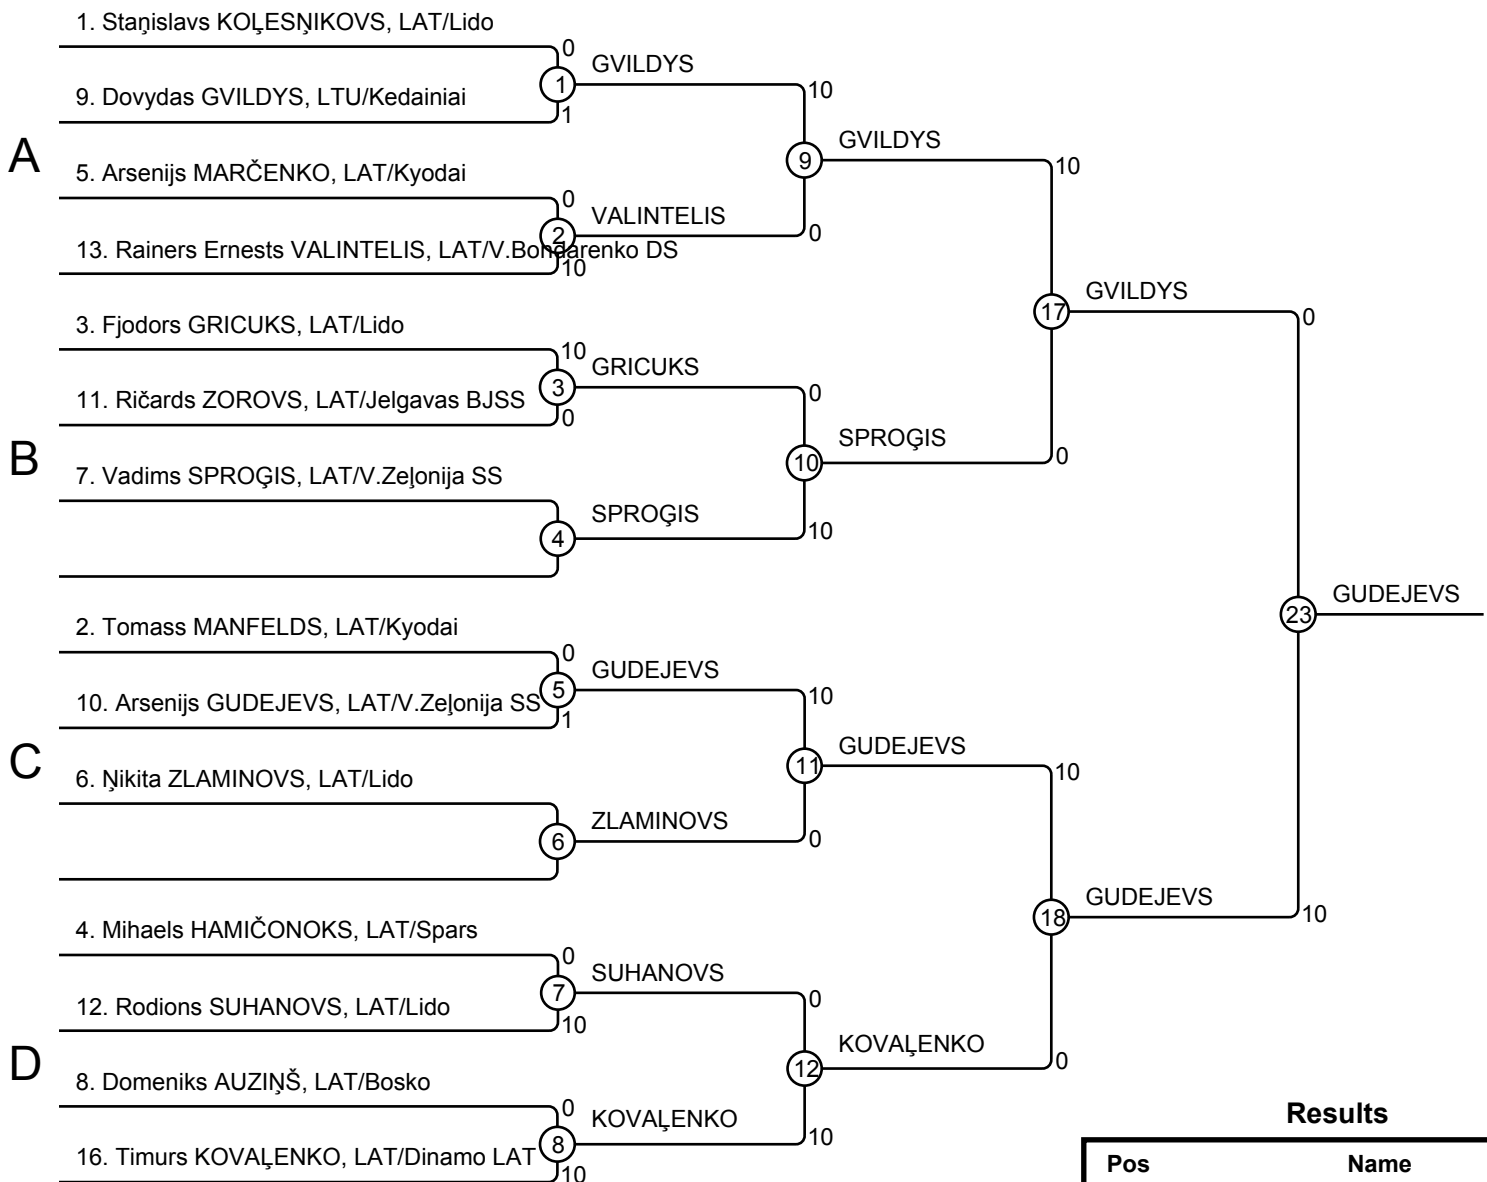 1. Staņislavs KOĻESŅIKOVS, LAT/Lido
0
GVILDYS
1
10
9. Dovydas GVILDYS, LTU/Kedainiai
1
A
GVILDYS
9
10
5. Arsenijs MARČENKO, LAT/Kyodai
0
VALINTELIS
2
0
13. Rainers Ernests VALINTELIS, LAT/V.Bondarenko DS
10
GVILDYS
17
0
3. Fjodors GRICUKS, LAT/Lido
10
GRICUKS
3
0
11. Ričards ZOROVS, LAT/Jelgavas BJSS
0
B
SPROĢIS
10
0
7. Vadims SPROĢIS, LAT/V.Zeļonija SS
SPROĢIS
4
10
GUDEJEVS
23
2. Tomass MANFELDS, LAT/Kyodai
0
GUDEJEVS
5
10
10. Arsenijs GUDEJEVS, LAT/V.Zeļonija SS
1
C
GUDEJEVS
11
10
6. Ņikita ZLAMINOVS, LAT/Lido
ZLAMINOVS
6
0
GUDEJEVS
18
10
4. Mihaels HAMIČONOKS, LAT/Spars
0
SUHANOVS
7
0
12. Rodions SUHANOVS, LAT/Lido
10
D
KOVAĻENKO
12
0
8. Domeniks AUZIŅŠ, LAT/Bosko
0
KOVAĻENKO
8
10
16. Timurs KOVAĻENKO, LAT/Dinamo LAT
10
Results
Pos Name